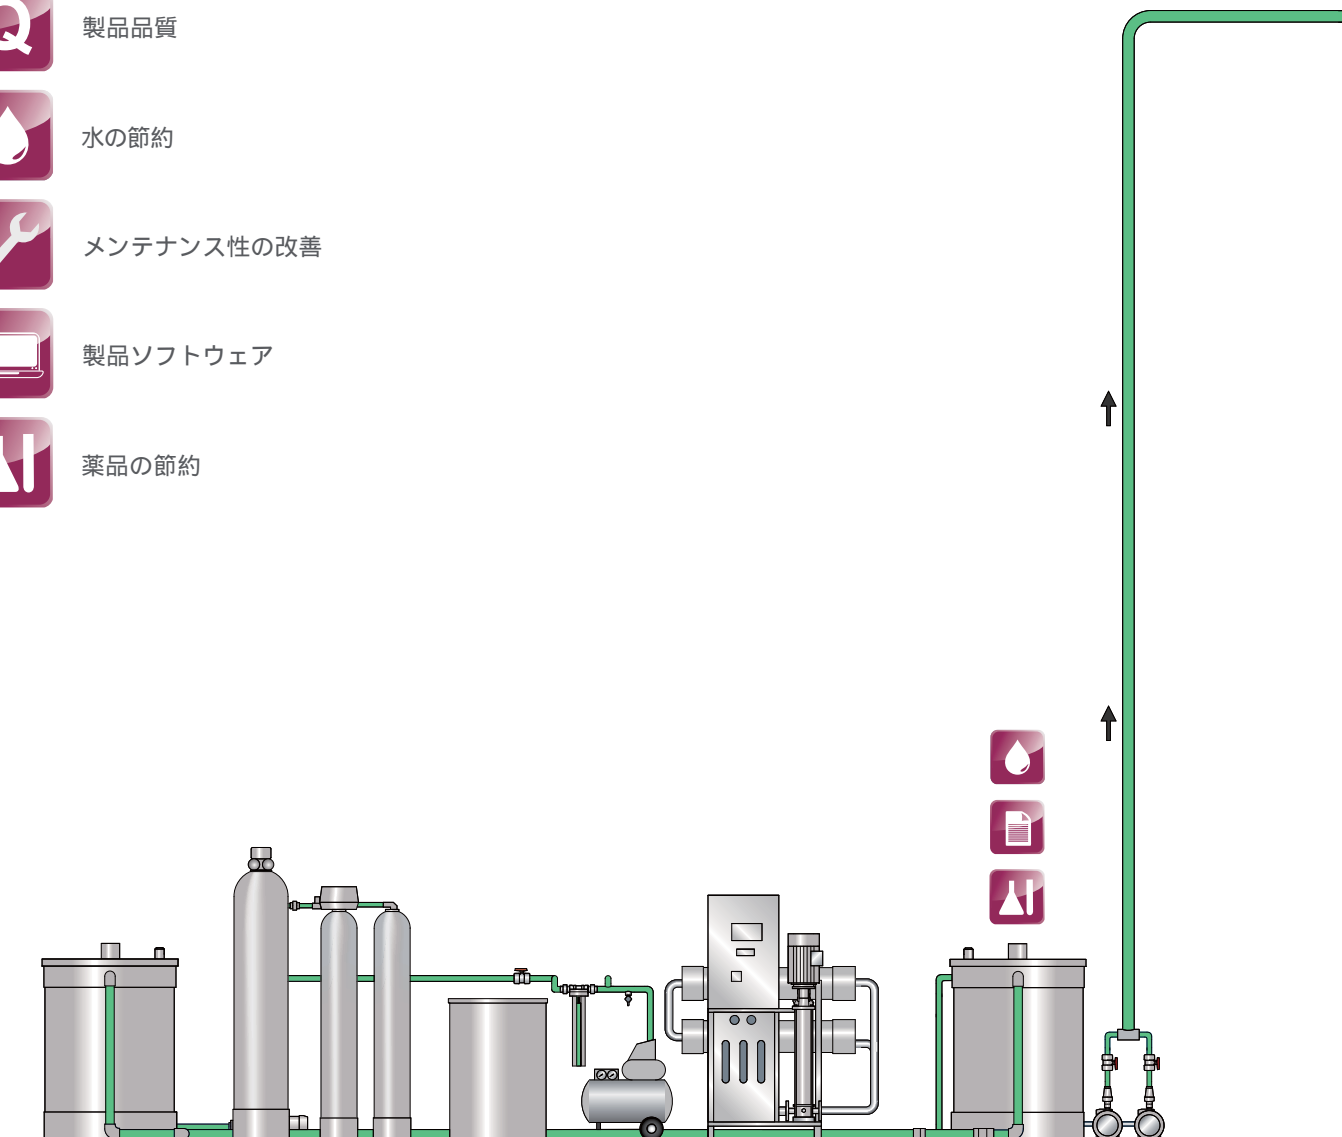 Q
製品品質
水の節約
メンテナンス性の改善
製品ソフトウェア
薬品の節約